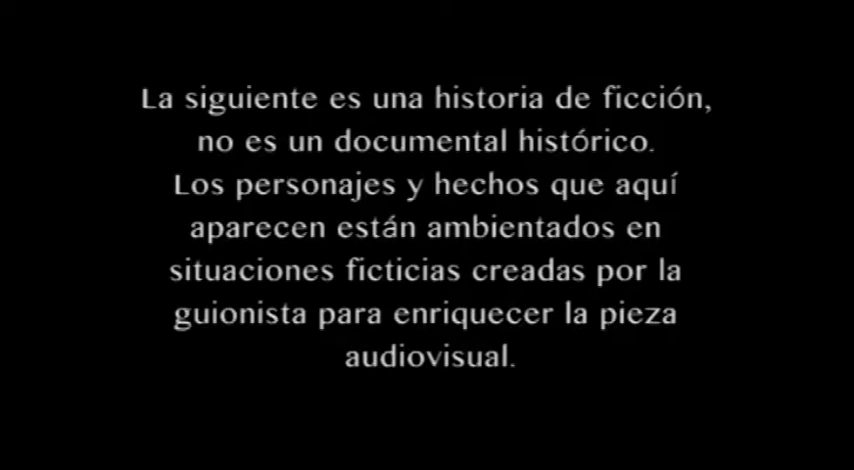 La siguiente es una historia de ficción,
no es un documental histórico.
Los personajes y hechos que aquí
aparecen están ambientados en
situaciones ficticias creadas por la
guionista para enriquecer la pieza
audiovisual.